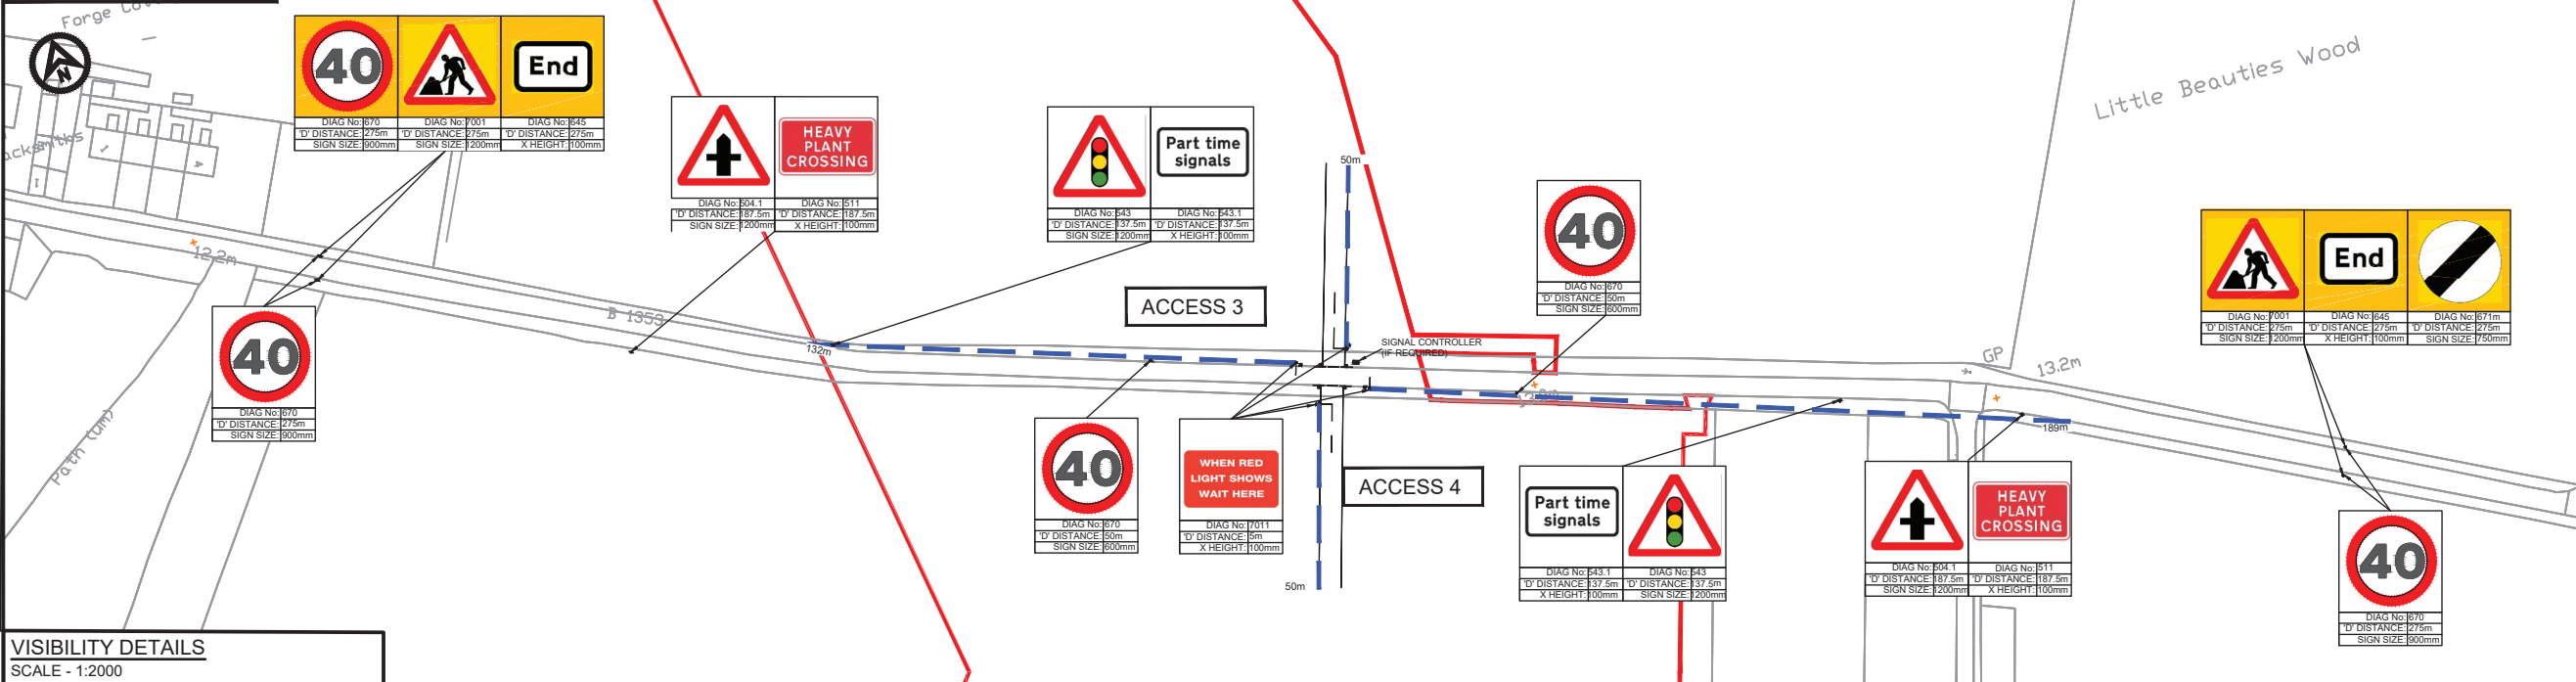 Forge
N
acksmiths
1
4
1
40
End
DIAG No: 670
'D' DISTANCE: 275m
SIGN SIZE: 900mm
DIAG No: 7001
'D' DISTANCE: 275m
SIGN SIZE: 1200mm
DIAG No: 645
'D' DISTANCE: 275m
X HEIGHT: 100mm
12.2m
40
DIAG No: 670
'D' DISTANCE: 275m
SIGN SIZE: 900mm
Path (um)
HEAVY
PLANT
CROSSING
DIAG No: 504.1
'D' DISTANCE: 187.5m
SIGN SIZE: 1200mm
DIAG No: 511
'D' DISTANCE: 187.5m
X HEIGHT: 100mm
B 1353
Part time
signals
DIAG No: 543
'D' DISTANCE: 137.5m
SIGN SIZE: 1200mm
DIAG No: 543.1
'D' DISTANCE: 137.5m
X HEIGHT: 100mm
132m
ACCESS 3
50m
SIGNAL CONTROLLER
(IF REQUIRED)
40
DIAG No: 670
'D' DISTANCE: 50m
SIGN SIZE: 600mm
40
DIAG No: 670
'D' DISTANCE: 50m
SIGN SIZE: 600mm
WHEN RED
LIGHT SHOWS
WAIT HERE
DIAG No: 7011
'D' DISTANCE: 5m
X HEIGHT: 100mm
ACCESS 4
50m
Part time
signals
DIAG No: 543.1
'D' DISTANCE: 137.5m
X HEIGHT: 100mm
DIAG No: 543
'D' DISTANCE: 137.5m
SIGN SIZE: 1200mm
HEAVY
PLANT
CROSSING
DIAG No: 504.1
'D' DISTANCE: 187.5m
SIGN SIZE: 1200mm
DIAG No: 511
'D' DISTANCE: 187.5m
X HEIGHT: 100mm
189m
GP
13.2m
Little Beauties Wood
End
DIAG No: 7001
'D' DISTANCE: 275m
SIGN SIZE: 1200mm
DIAG No: 645
'D' DISTANCE: 275m
X HEIGHT: 100mm
DIAG No: 671m
'D' DISTANCE: 275m
SIGN SIZE: 750mm
40
DIAG No: 670
'D' DISTANCE: 275m
SIGN SIZE: 900mm
VISIBILITY DETAILS
SCALE - 1:2000